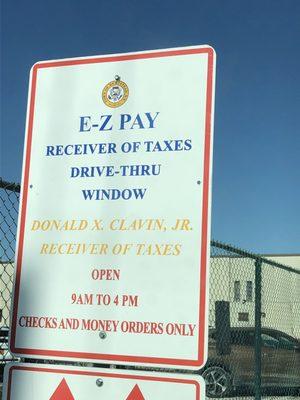 E-Z PAY
RECEIVER OF TAXES
DRIVE-THRU
WINDOW
DONALD X. CLAVIN, JR.
RECEIVER OF TAXES
OPEN
9AM TO 4 PM
CHECKS AND MONEY ORDERS ONLY